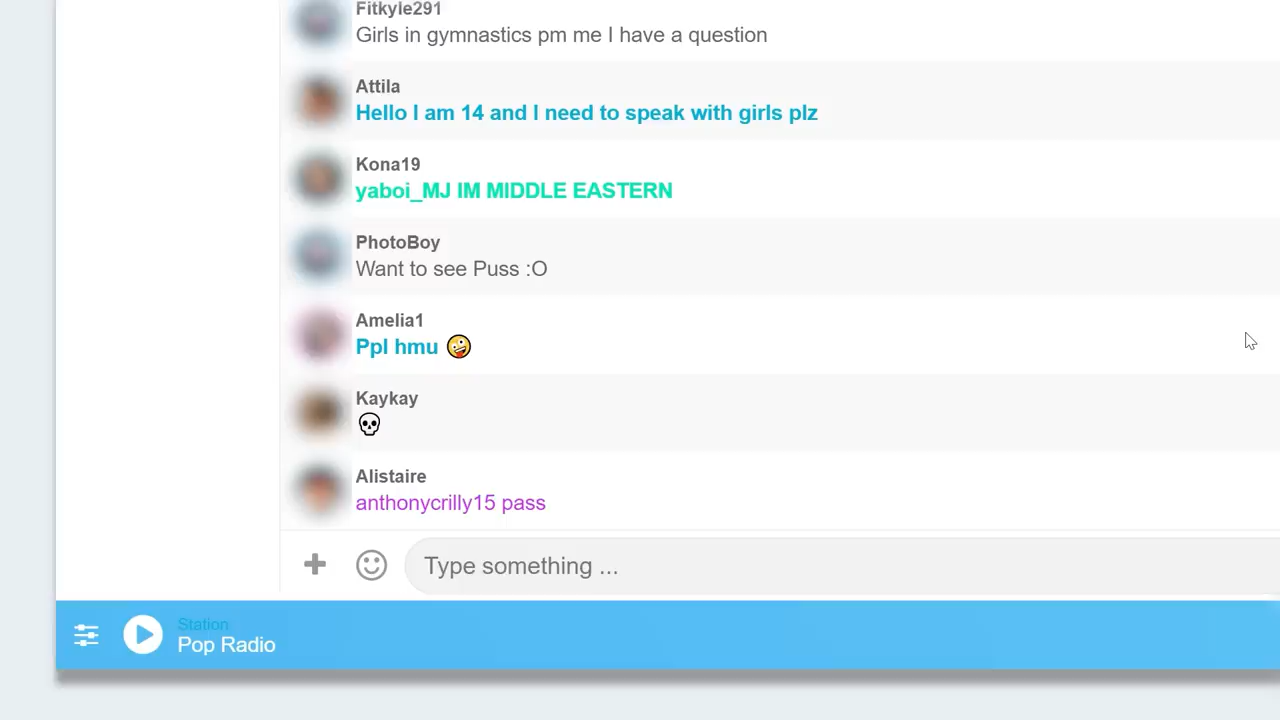 Fitkyle291
Girls in gymnastics pm me I have a question
Attila
Hello I am 14 and I need to speak with girls plz
Kona19
yaboi_MJ IM MIDDLE EASTERN
PhotoBoy
Want to see Puss :O
Amelia1
Ppl hmu 🤪
Kaykay
💀
Alistaire
anthonycrilly15 pass
Type something ...
Station
Pop Radio